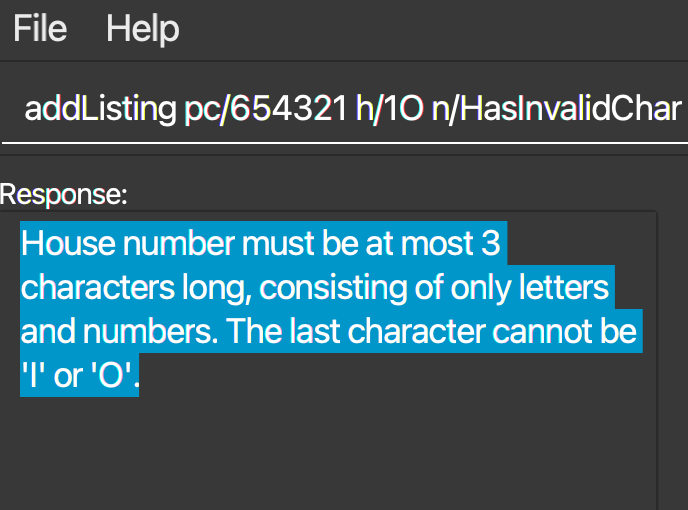 File Help
addListing pc/654321 h/1O n/HasInvalidChar
Response:
House number must be at most 3
characters long, consisting of only letters
and numbers. The last character cannot be
'I' or 'O'.